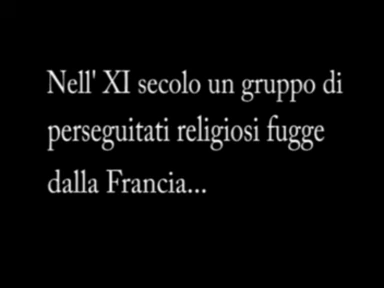 Nell' XI secolo un gruppo di
perseguitati religiosi fugge
dalla Francia...